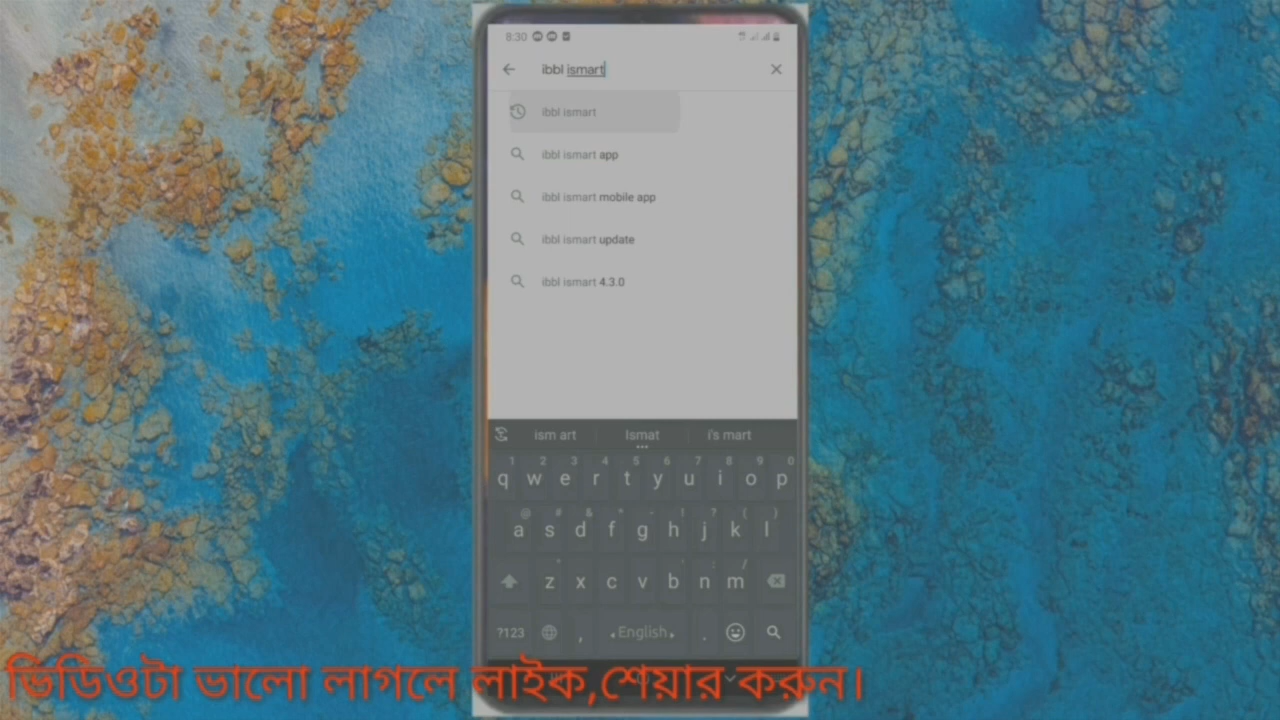 8:30
ibbl ismart
ibbl ismart
ibbl ismart app
ibbl ismart mobile app
ibbl ismart update
ibbl ismart 4.3.0
ism art Ismat i's mart
1 2 3 4 5 6 7 8 9 0
q w e r t y u i o p
@ # & * - ! ? ( )
a s d f g h j k l
z x c v b n m
?123 , English .
ভিডিওটা ভালো লাগলে লাইক,শেয়ার করুন।